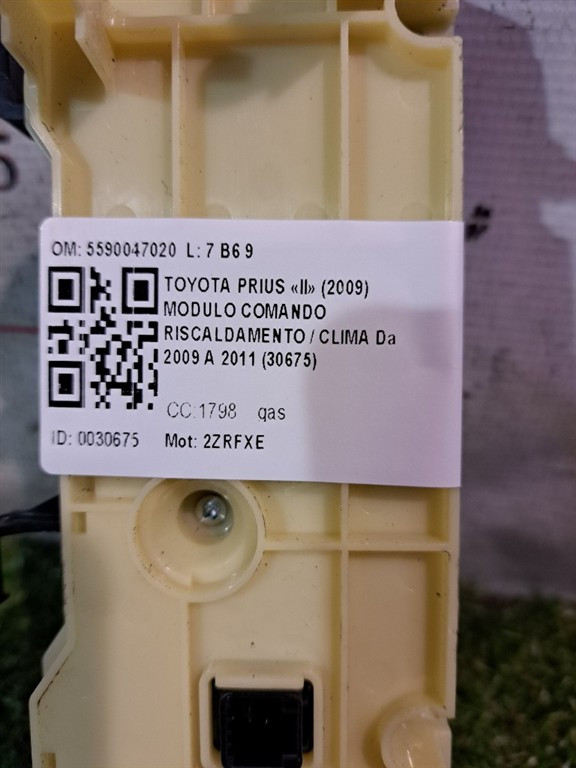 OM: 5590047020 L: 7 B6 9
TOYOTA PRIUS «II» (2009)
MODULO COMANDO
RISCALDAMENTO / CLIMA Da
2009 A 2011 (30675)
CC:1798 gas
ID: 0030675 Mot: 2ZRFXE